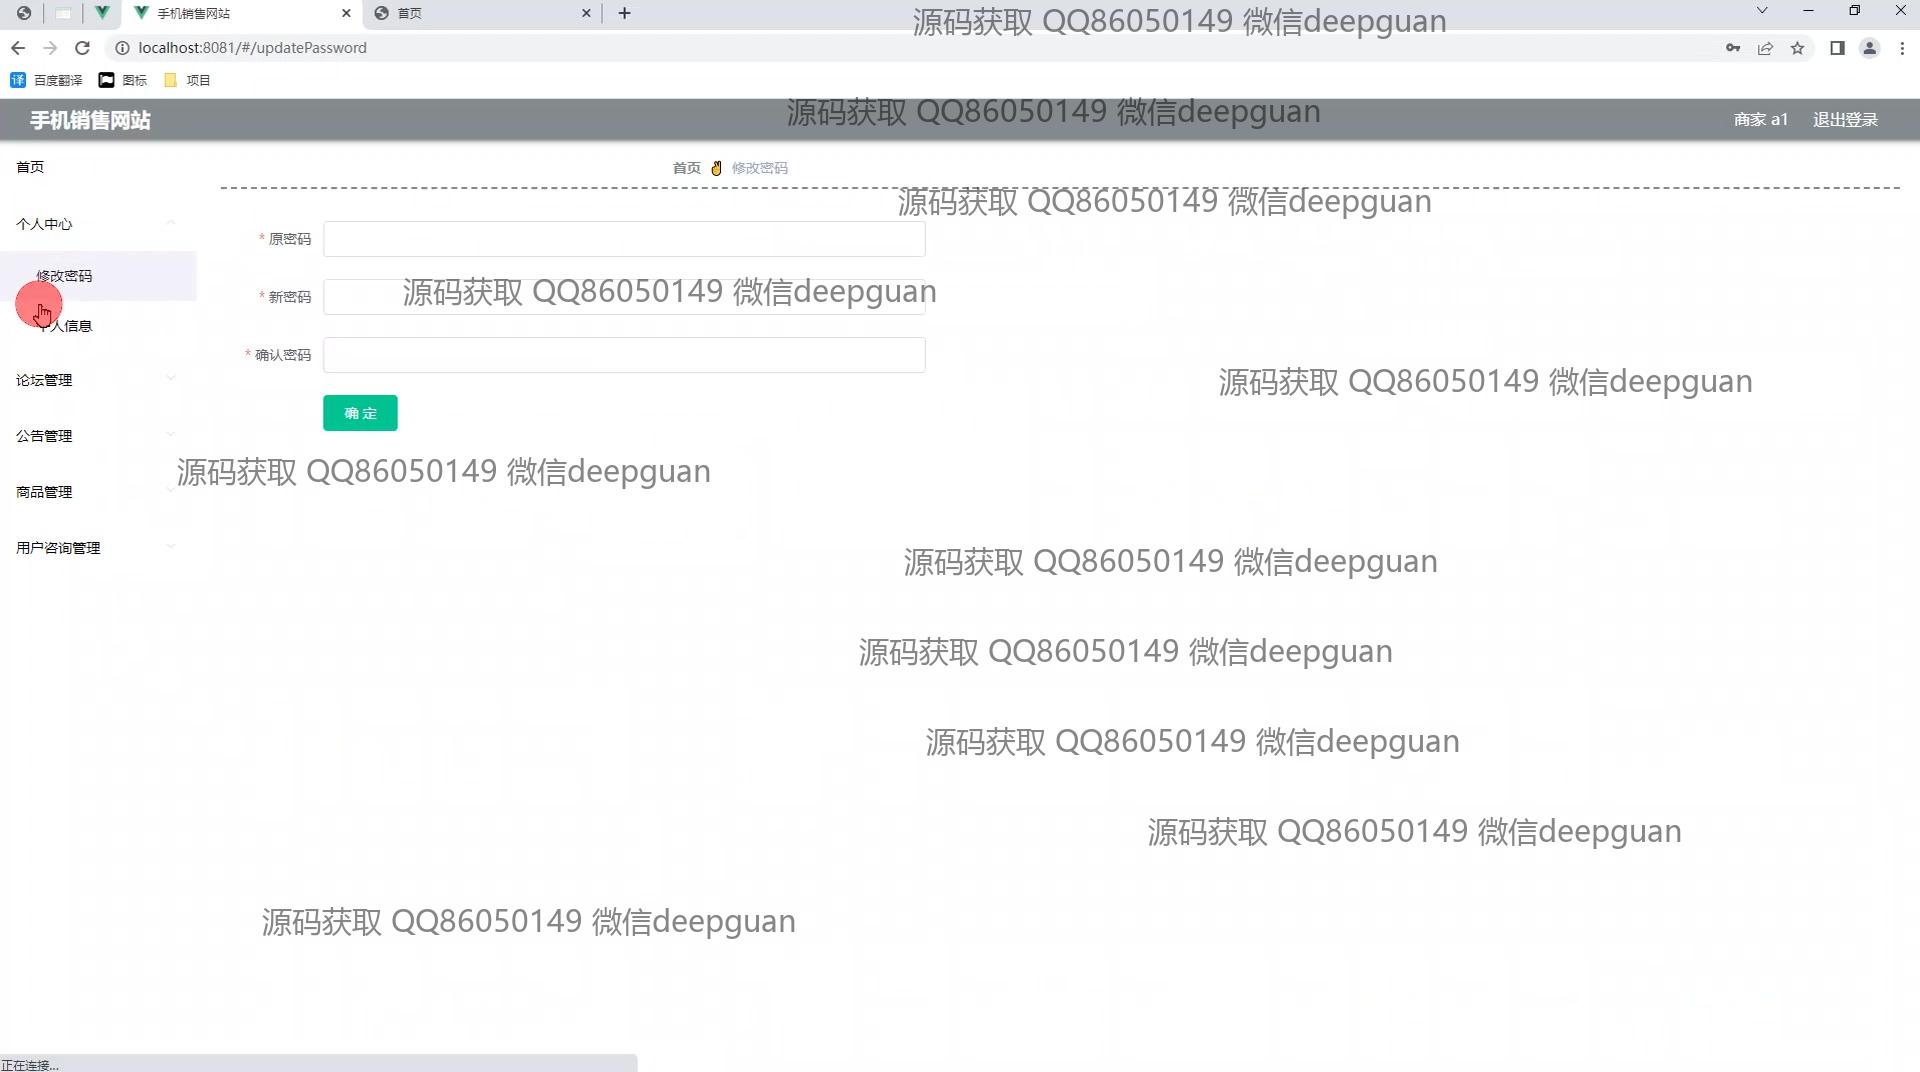 手机销售网站
首页
源码获取 QQ86050149 微信deepguan
localhost:8081/#/updatePassword
百度翻译
图标
项目
手机销售网站
源码获取 QQ86050149 微信deepguan
商家 a1
退出登录
首页
首页 修改密码
源码获取 QQ86050149 微信deepguan
个人中心
* 原密码
修改密码
* 新密码
源码获取 QQ86050149 微信deepguan
个人信息
* 确认密码
论坛管理
源码获取 QQ86050149 微信deepguan
确 定
公告管理
源码获取 QQ86050149 微信deepguan
商品管理
用户咨询管理
源码获取 QQ86050149 微信deepguan
源码获取 QQ86050149 微信deepguan
源码获取 QQ86050149 微信deepguan
源码获取 QQ86050149 微信deepguan
源码获取 QQ86050149 微信deepguan
正在连接...